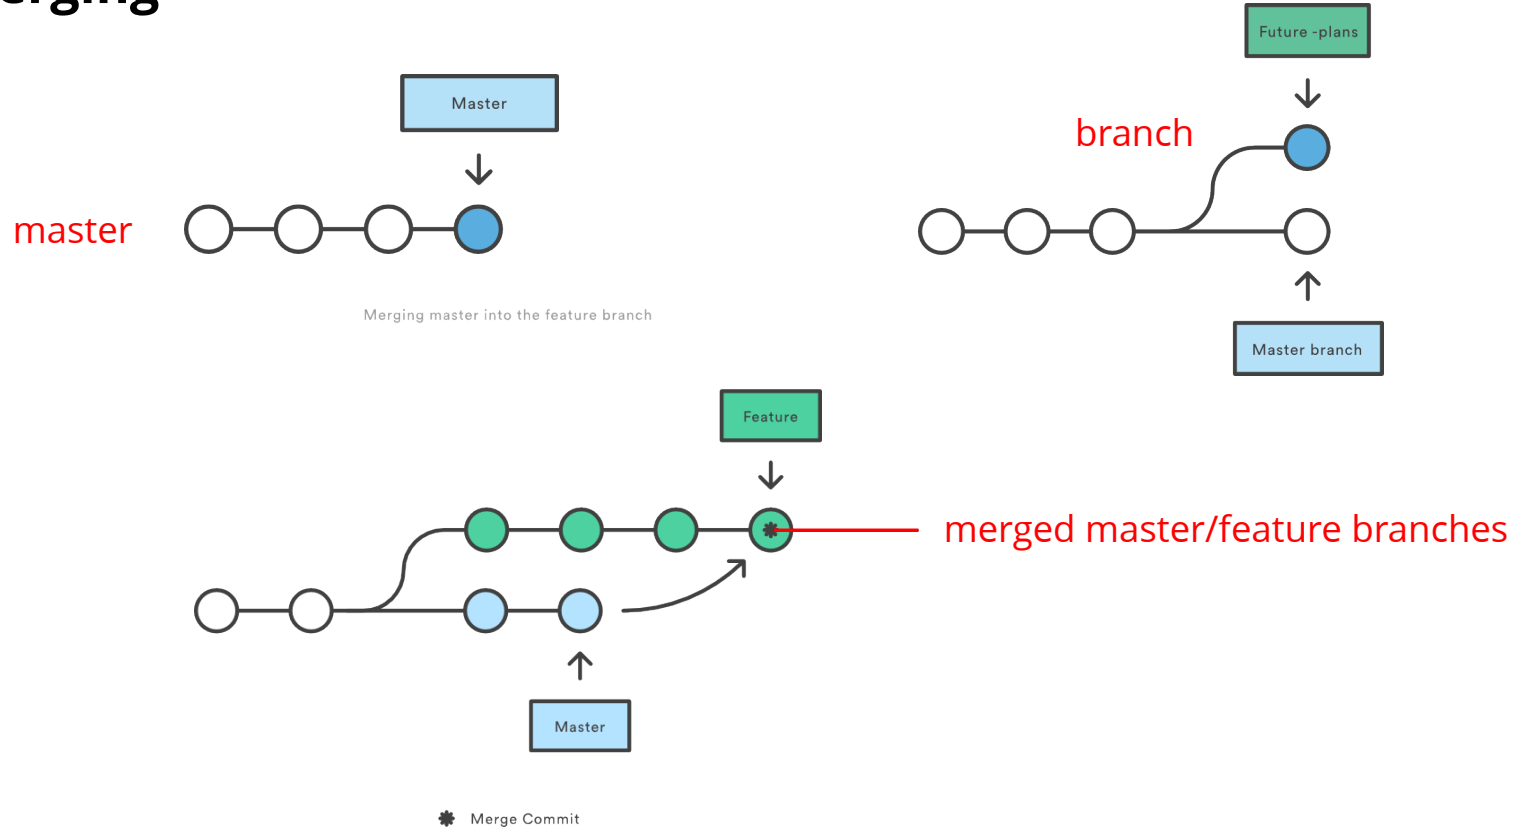 erging
Master
master
Merging master into the feature branch
Future -plans
branch
Master branch
Feature
merged master/feature branches
Master
✱ Merge Commit